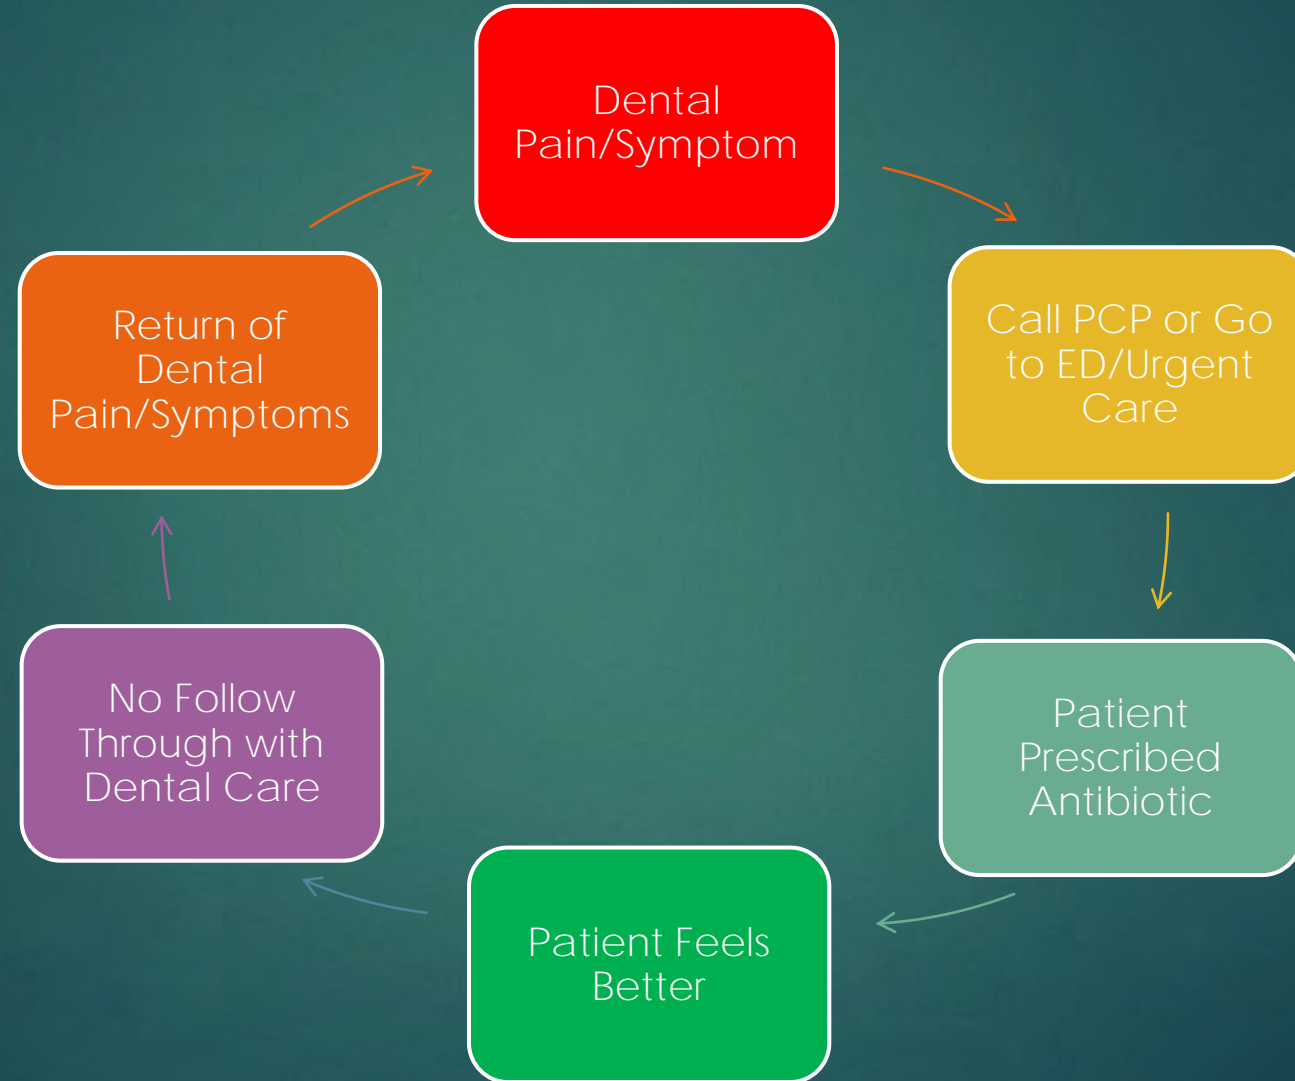 Dental
Pain/Symptom
Call PCP or Go
to ED/Urgent
Care
Patient
Prescribed
Antibiotic
Patient Feels
Better
No Follow
Through with
Dental Care
Return of
Dental
Pain/Symptoms